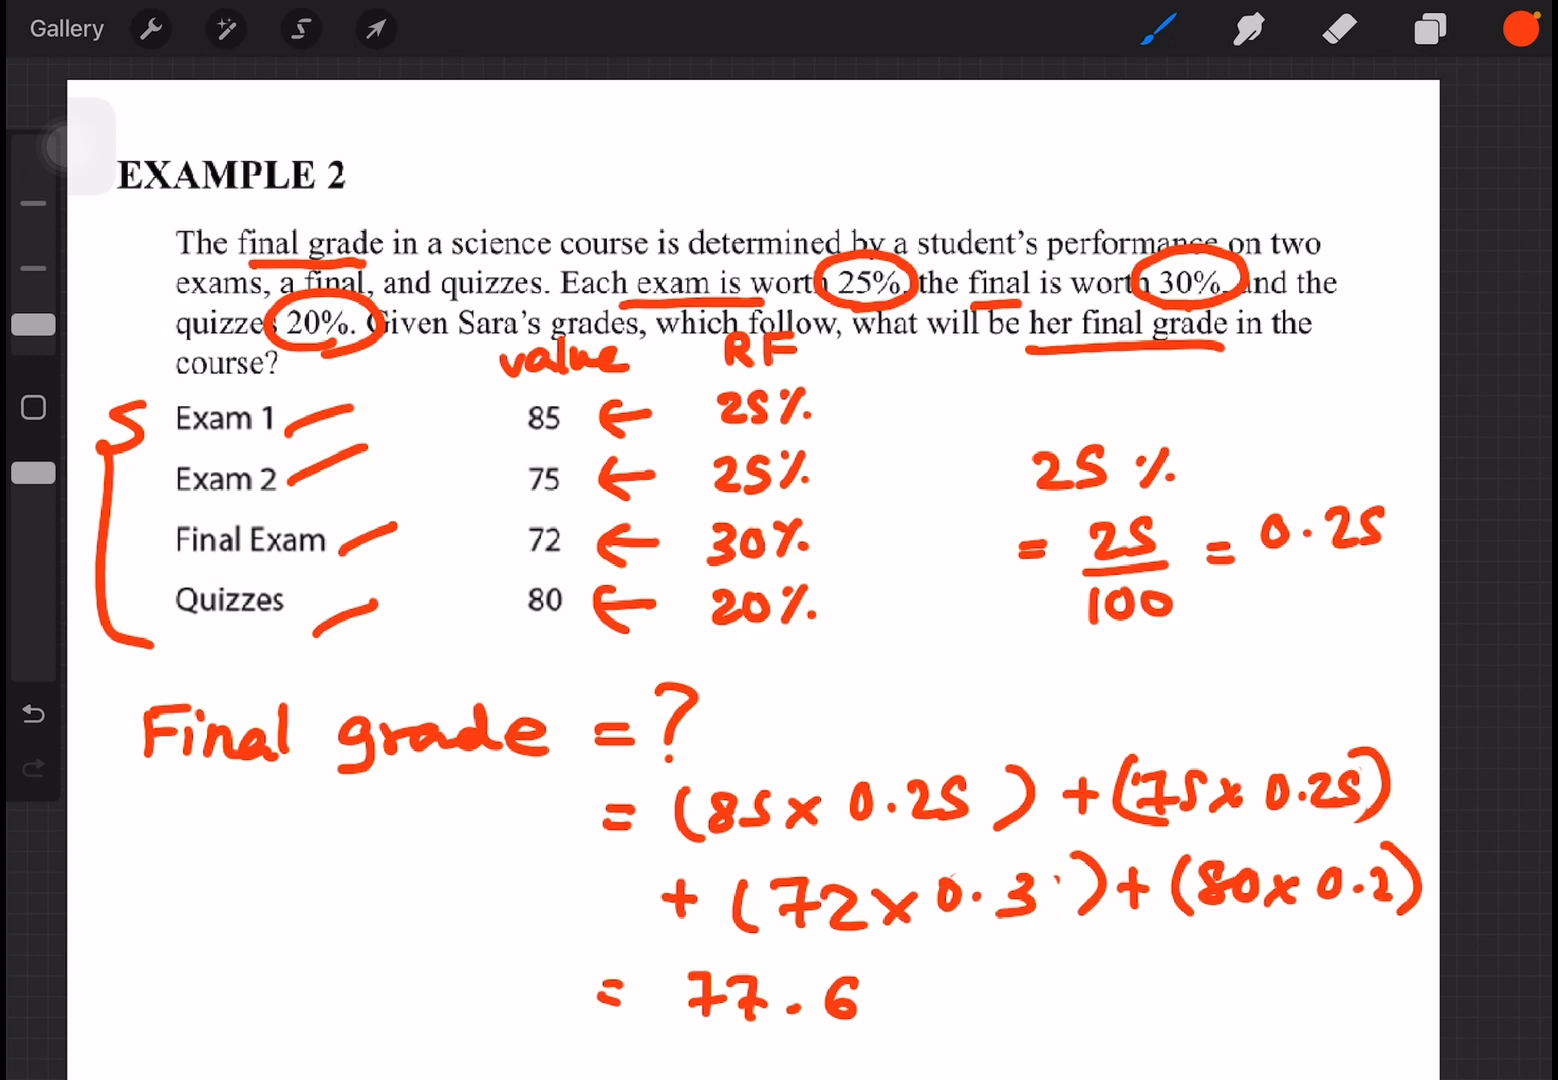 Gallery
EXAMPLE 2
The final grade in a science course is determined by a student's performance on two
exams, a final, and quizzes. Each exam is worth 25%, the final is worth 30%, and the
quizzes 20%. Given Sara's grades, which follow, what will be her final grade in the
course?
value RF
S Exam 1 85 ← 25%
Exam 2 75 ← 25%
25%
Final Exam 72 ← 30%
= 25/100 = 0.25
Quizzes 80 ← 20%
Final grade = ?
= (85 x 0.25) + (75 x 0.25)
+ (72 x 0.3) + (80 x 0.2)
= 77.6